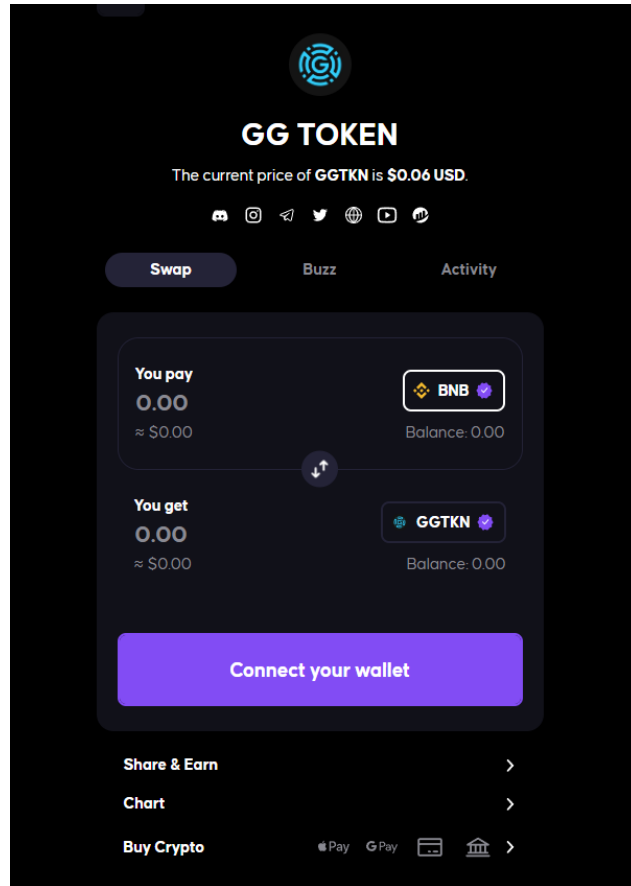 G
GG TOKEN
The current price of GGTKN is $0.06 USD.
Swap Buzz Activity
You pay
0.00
BNB
≈ $0.00
Balance: 0.00
You get
0.00
GGTKN
≈ $0.00
Balance: 0.00
Connect your wallet
Share & Earn
Chart
Buy Crypto Pay G Pay